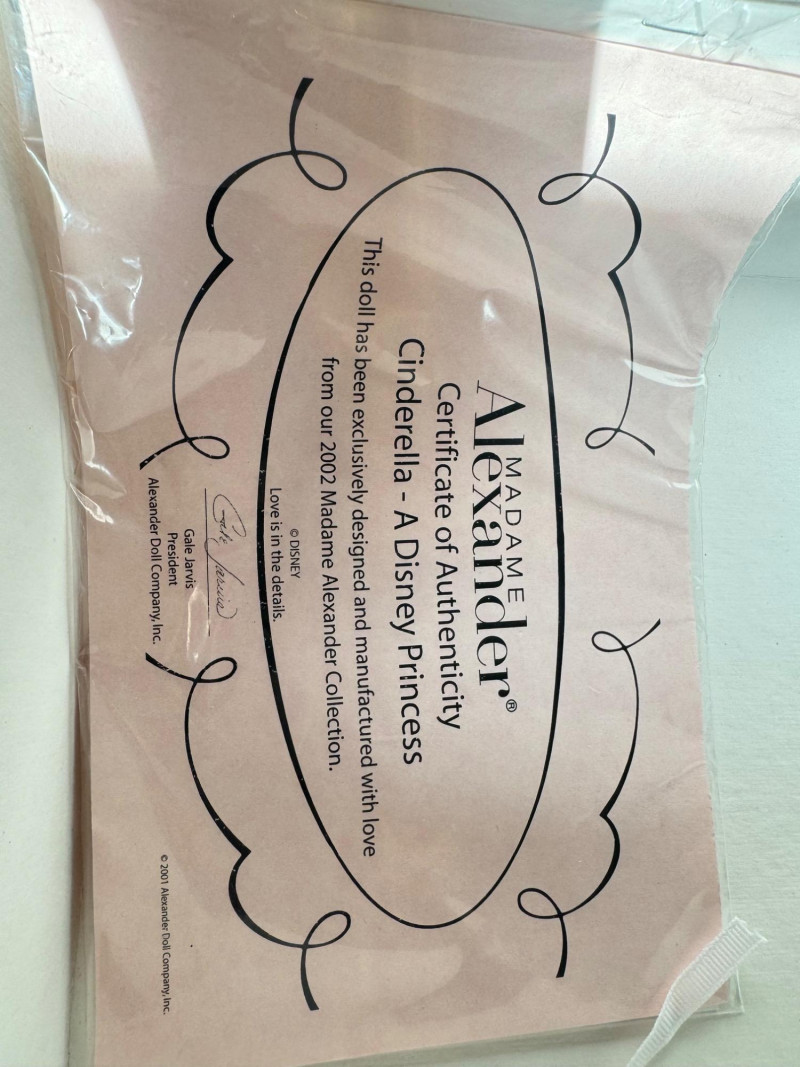 MADAME
Alexander®
Certificate of Authenticity
Cinderella - A Disney Princess
This doll has been exclusively designed and manufactured with love
from our 2002 Madame Alexander Collection.
© DISNEY
Love is in the details.
Gale Jarvis
Gale Jarvis
President
Alexander Doll Company, Inc.
© 2001 Alexander Doll Company, Inc.